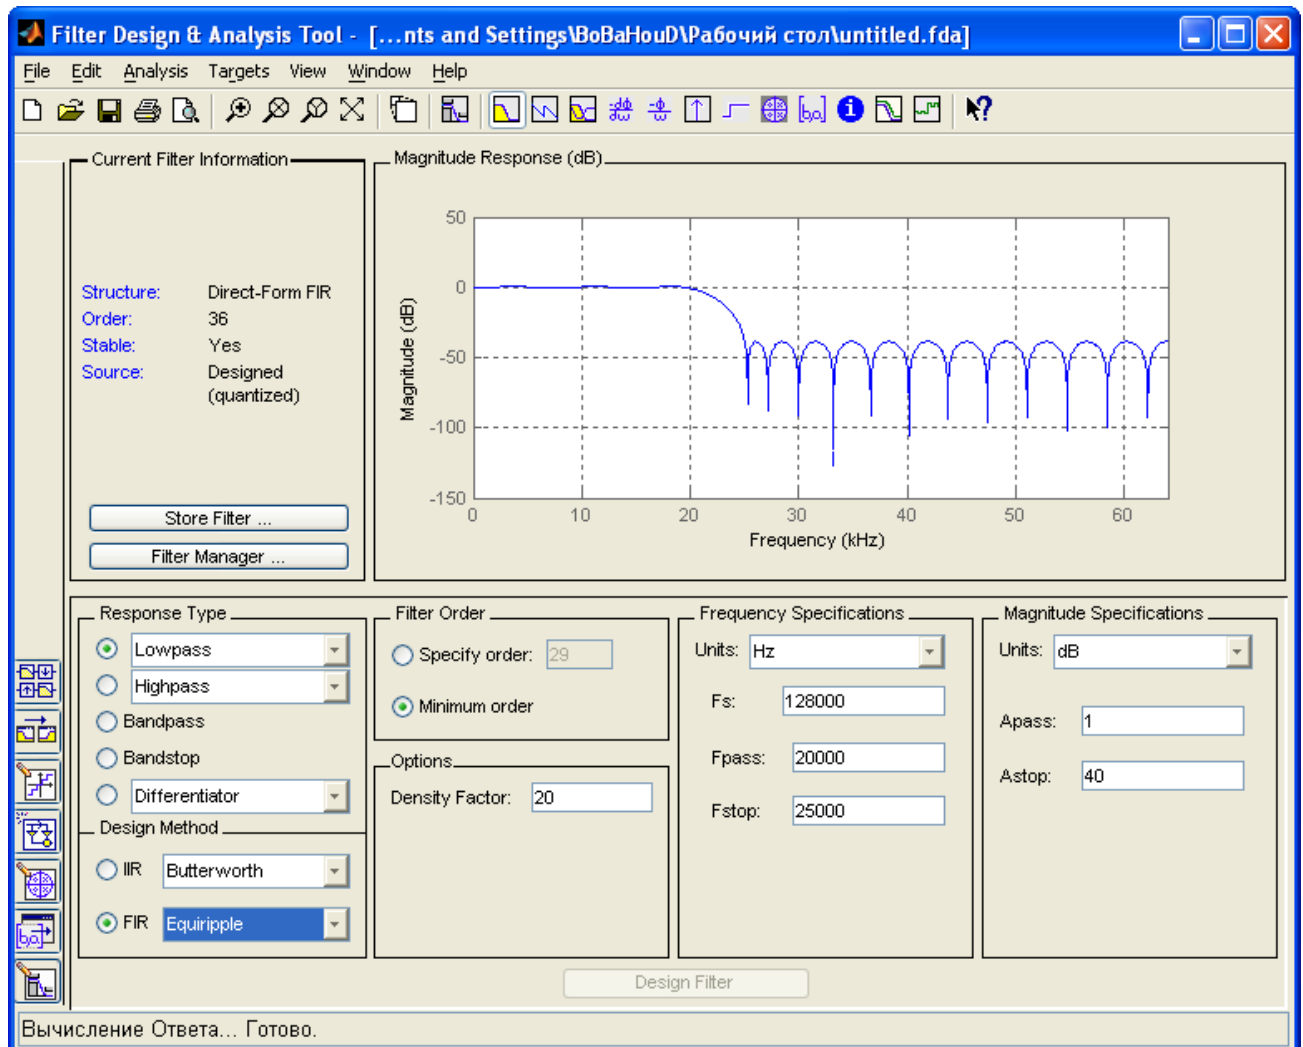 Filter Design & Analysis Tool - [...nts and Settings\BoBaHouD\Рабочий стол\untitled.fda]
File Edit Analysis Targets View Window Help
Current Filter Information
Structure: Direct-Form FIR
Order: 36
Stable: Yes
Source: Designed
(quantized)
Store Filter ...
Filter Manager ...
Magnitude Response (dB)
50
0
-50
-100
-150
Magnitude (dB)
0 10 20 30 40 50 60
Frequency (kHz)
Response Type
Lowpass
Highpass
Bandpass
Bandstop
Differentiator
Design Method
IIR Butterworth
FIR Equiripple
Filter Order
Specify order: 29
Minimum order
Options
Density Factor: 20
Frequency Specifications
Units: Hz
Fs: 128000
Fpass: 20000
Fstop: 25000
Magnitude Specifications
Units: dB
Apass: 1
Astop: 40
Design Filter
Вычисление Ответа... Готово.